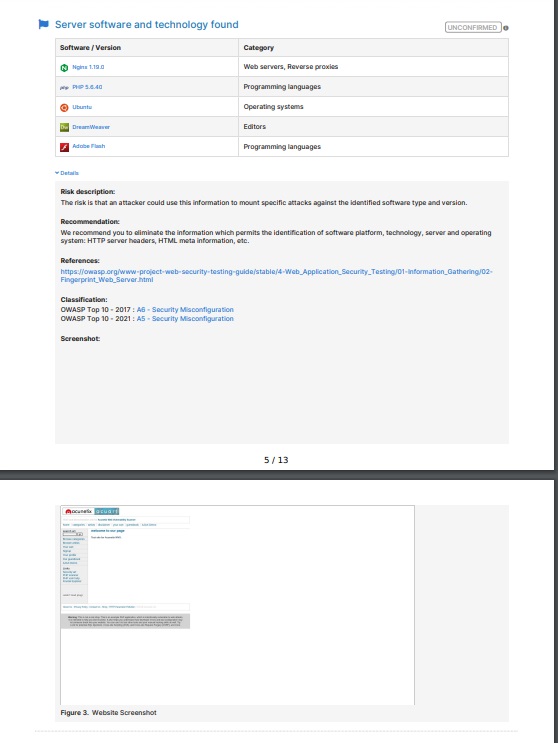 Server software and technology found
UNCONFIRMED
Software / Version Category
Nginx 1.19.0 Web servers, Reverse proxies
php PHP 5.6.40 Programming languages
Ubuntu Operating systems
Dw DreamWeaver Editors
Adobe Flash Programming languages
Details
Risk description:
The risk is that an attacker could use this information to mount specific attacks against the identified software type and version.
Recommendation:
We recommend you to eliminate the information which permits the identification of software platform, technology, server and operating
system: HTTP server headers, HTML meta information, etc.
References:
https://owasp.org/www-project-web-security-testing-guide/stable/4-Web_Application_Security_Testing/01-Information_Gathering/02-
Fingerprint_Web_Server.html
Classification:
OWASP Top 10 - 2017 : A6 - Security Misconfiguration
OWASP Top 10 - 2021 : A5 - Security Misconfiguration
Screenshot:
5 / 13
acunetix acuart
welcome to our page
Figure 3. Website Screenshot